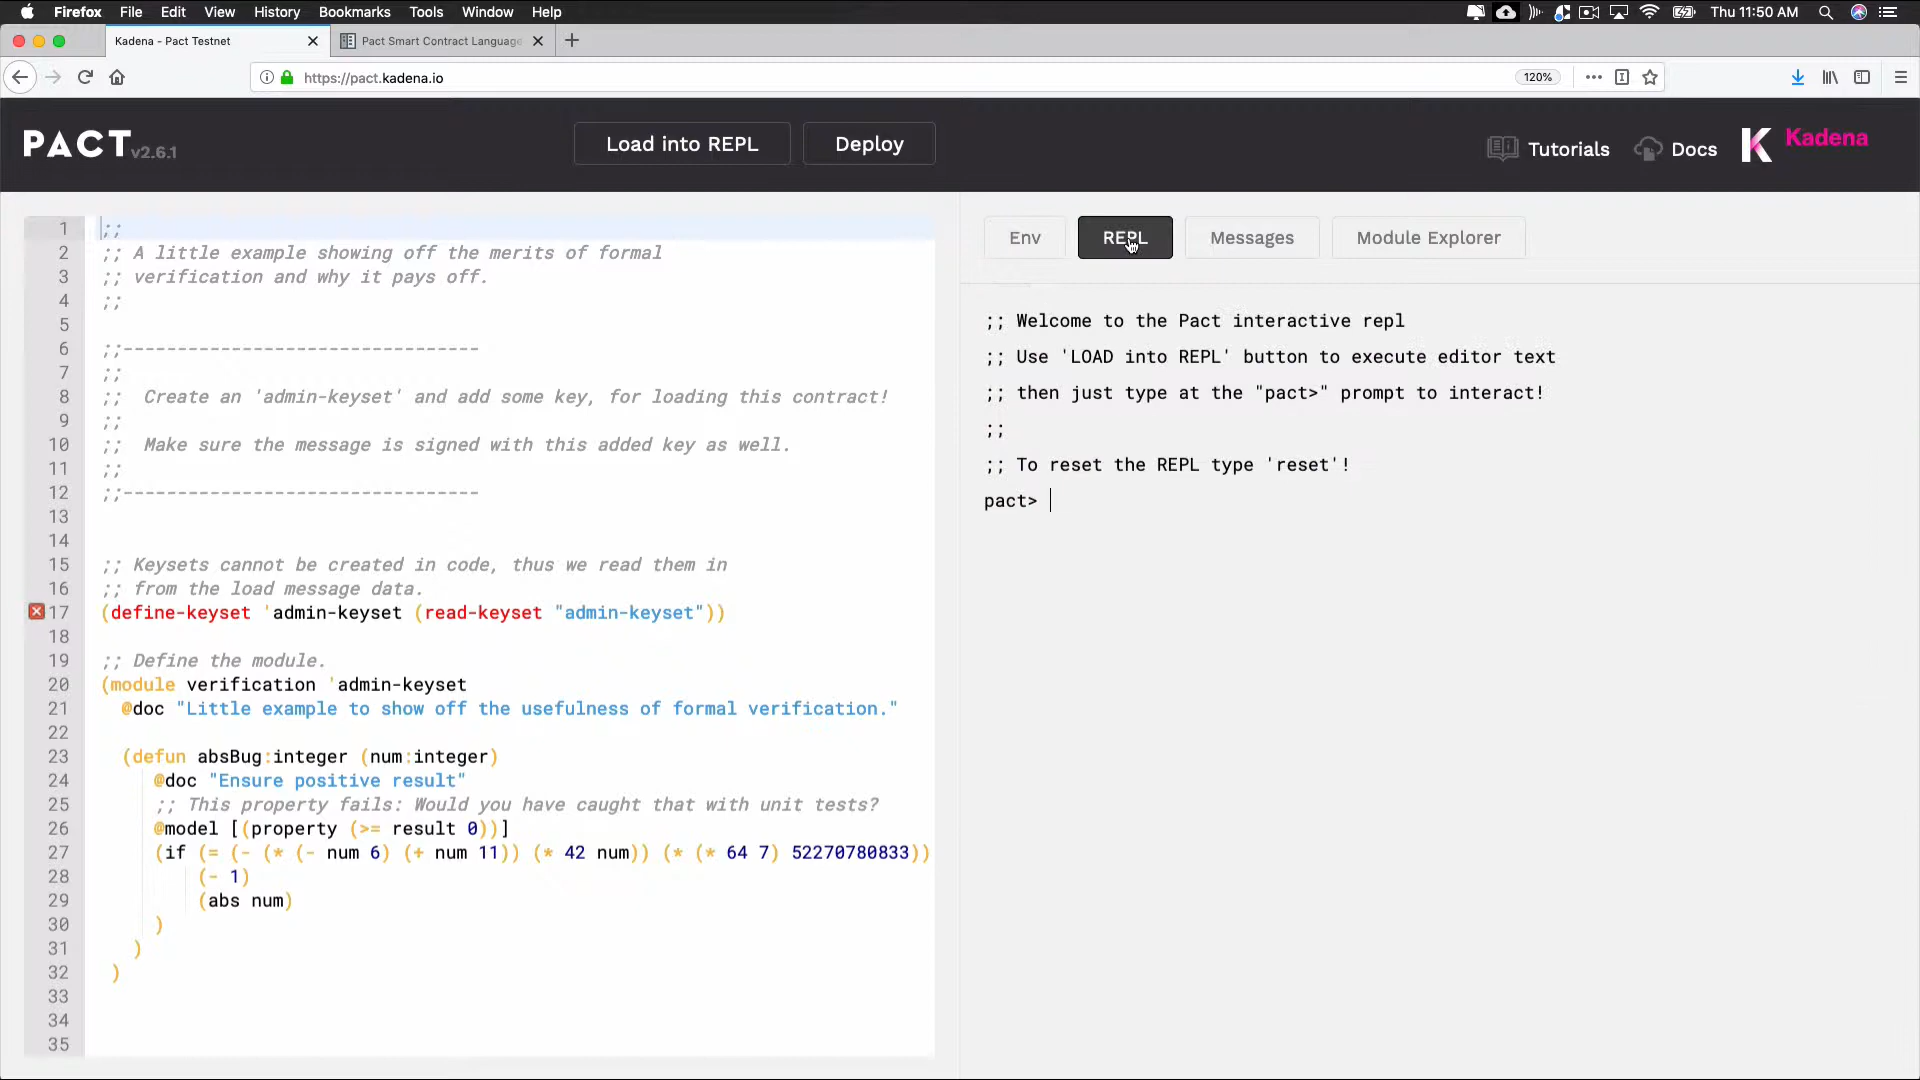 Firefox File Edit View History Bookmarks Tools Window Help Thu 11:50 AM
Kadena - Pact Testnet Pact Smart Contract Language
https://pact.kadena.io 120%
PACT v2.6.1 Load into REPL Deploy Tutorials Docs Kadena
Env REPL Messages Module Explorer
1 ;;
2 ;; A little example showing off the merits of formal
3 ;; verification and why it pays off.
4 ;;
5
6 ;;---------------------------------
7 ;;
8 ;;  Create an 'admin-keyset' and add some key, for loading this contract!
9 ;;
10 ;;  Make sure the message is signed with this added key as well.
11 ;;
12 ;;---------------------------------
13
14
15 ;; Keysets cannot be created in code, thus we read them in
16 ;; from the load message data.
17 (define-keyset 'admin-keyset (read-keyset "admin-keyset"))
18
19 ;; Define the module.
20 (module verification 'admin-keyset
21   @doc "Little example to show off the usefulness of formal verification."
22
23   (defun absBug:integer (num:integer)
24      @doc "Ensure positive result"
25      ;; This property fails: Would you have caught that with unit tests?
26      @model [(property (>= result 0))]
27      (if (= (- (* (- num 6) (+ num 11)) (* 42 num)) (* (* 64 7) 52270780833))
28          (- 1)
29          (abs num)
30      )
31    )
32  )
33
34
35
;; Welcome to the Pact interactive repl
;; Use 'LOAD into REPL' button to execute editor text
;; then just type at the "pact>" prompt to interact!
;;
;; To reset the REPL type 'reset'!
pact>